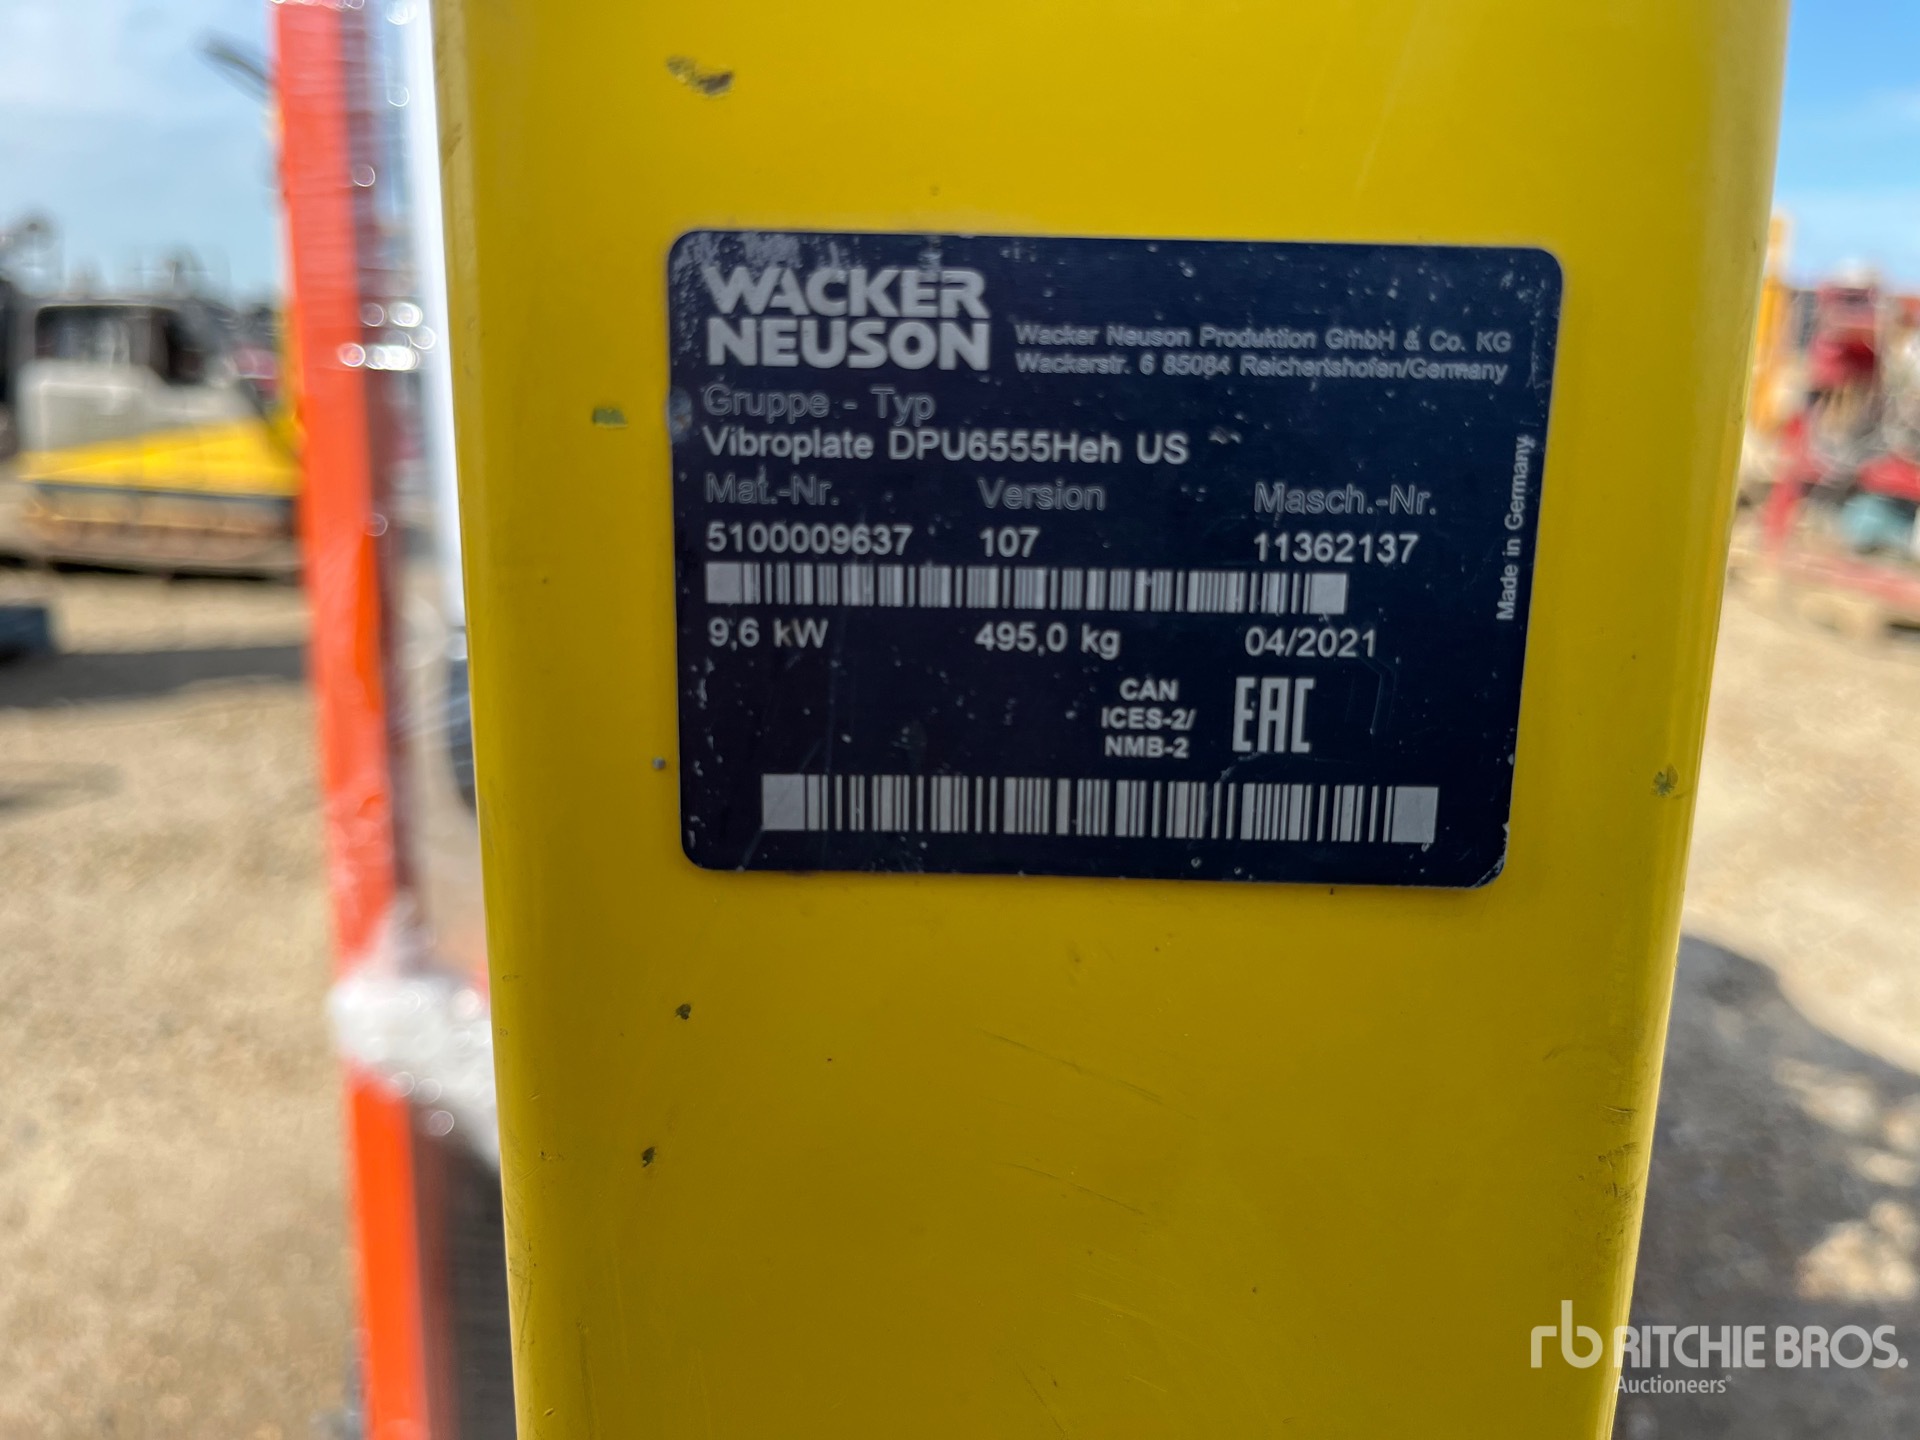 WACKER
NEUSON
Wacker Neuson Produktion GmbH & Co. KG
Wackerstr. 6 85084 Reichertshofen/Germany
Gruppe - Typ
Vibroplate DPU6555Heh US
Mat.-Nr. Version Masch.-Nr.
5100009637 107 11362137
9,6 kW 495,0 kg 04/2021
CAN
ICES-2/
NMB-2
EAC
Made in Germany
rb RITCHIE BROS.
Auctioneers